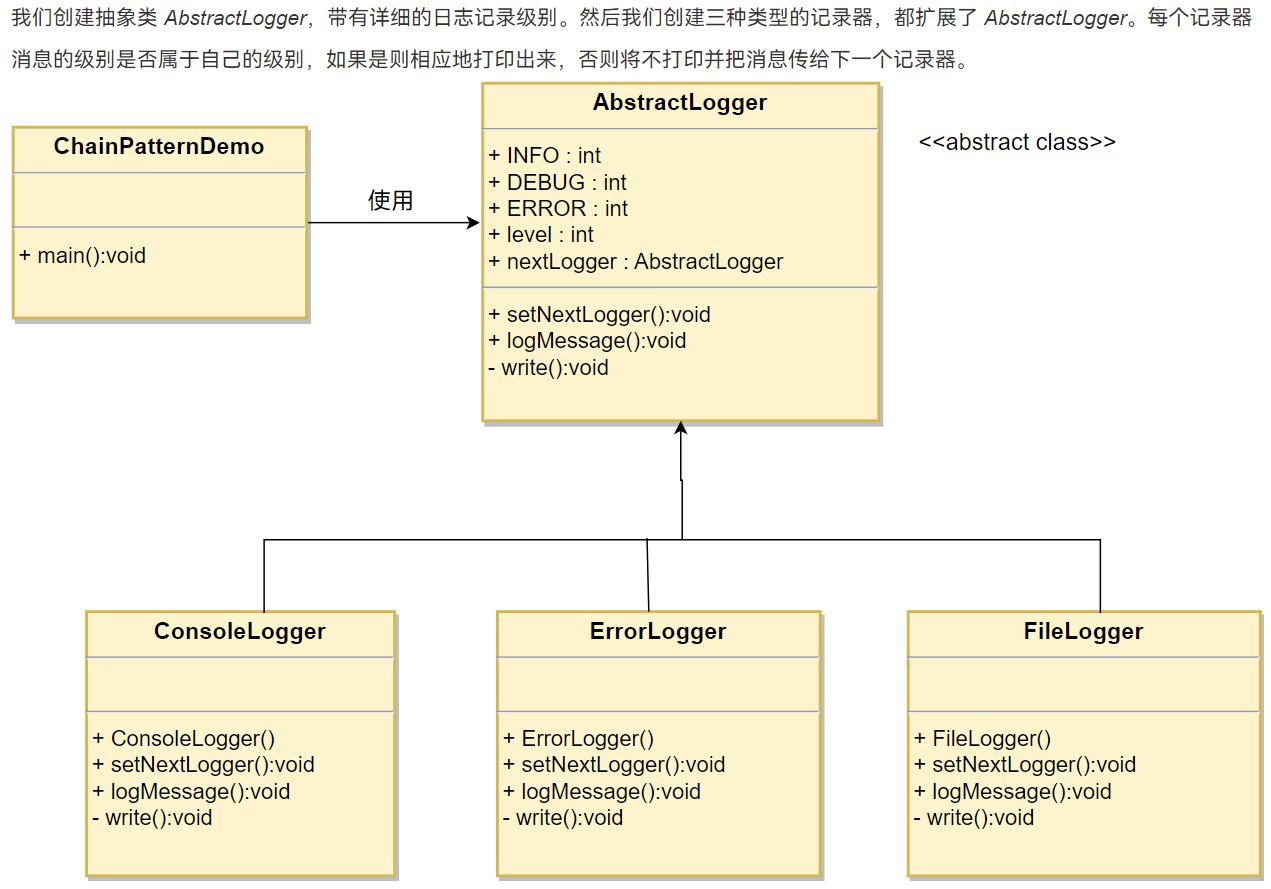 我们创建抽象类 AbstractLogger，带有详细的日志记录级别。然后我们创建三种类型的记录器，都扩展了 AbstractLogger。每个记录器
消息的级别是否属于自己的级别，如果是则相应地打印出来，否则将不打印并把消息传给下一个记录器。
AbstractLogger
<<abstract class>>
+ INFO : int
+ DEBUG : int
+ ERROR : int
+ level : int
+ nextLogger : AbstractLogger
+ setNextLogger():void
+ logMessage():void
- write():void
ChainPatternDemo
+ main():void
使用
ConsoleLogger
+ ConsoleLogger()
+ setNextLogger():void
+ logMessage():void
- write():void
ErrorLogger
+ ErrorLogger()
+ setNextLogger():void
+ logMessage():void
- write():void
FileLogger
+ FileLogger()
+ setNextLogger():void
+ logMessage():void
- write():void